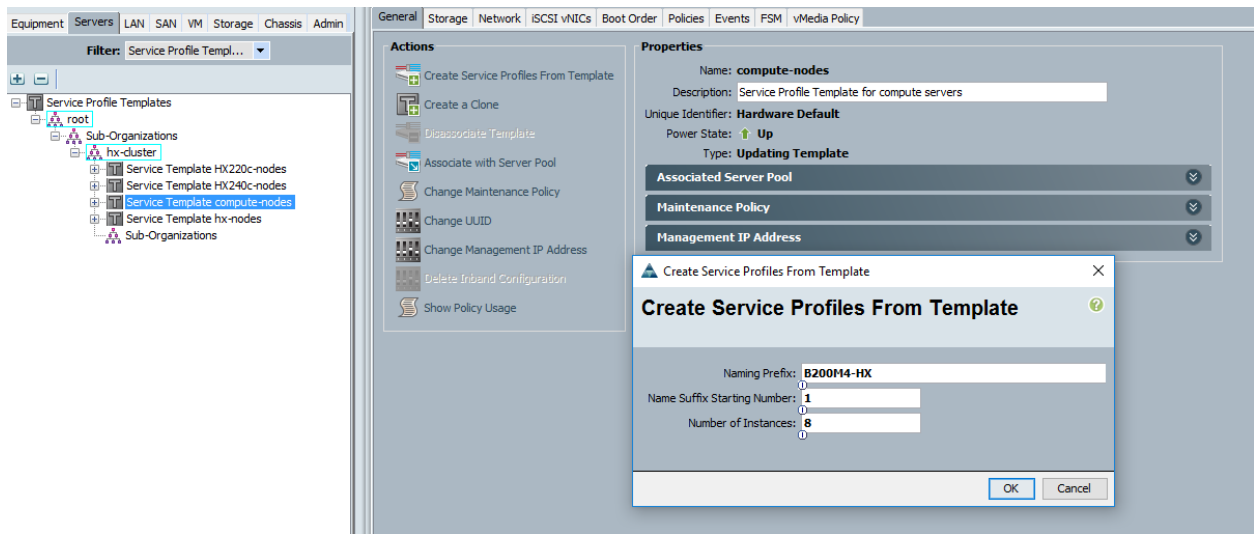 Equipment Servers LAN SAN VM Storage Chassis Admin
Filter: Service Profile Templ...
Service Profile Templates
root
Sub-Organizations
hx-cluster
Service Template HX220c-nodes
Service Template HX240c-nodes
Service Template compute-nodes
Service Template hx-nodes
Sub-Organizations
General Storage Network iSCSI vNICs Boot Order Policies Events FSM vMedia Policy
Actions
Create Service Profiles From Template
Create a Clone
Disassociate Template
Associate with Server Pool
Change Maintenance Policy
Change UUID
Change Management IP Address
Delete Inband Configuration
Show Policy Usage
Properties
Name: compute-nodes
Description: Service Profile Template for compute servers
Unique Identifier: Hardware Default
Power State: Up
Type: Updating Template
Associated Server Pool
Maintenance Policy
Management IP Address
Create Service Profiles From Template
Create Service Profiles From Template
Naming Prefix: B200M4-HX
Name Suffix Starting Number: 1
Number of Instances: 8
OK Cancel